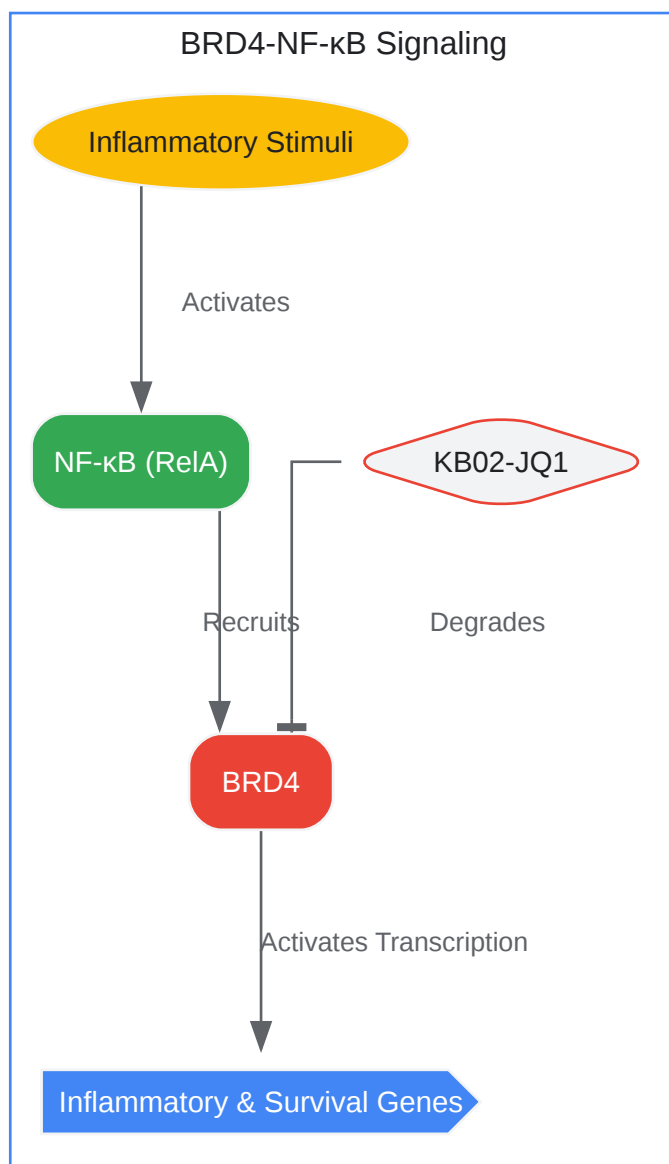 BRD4-NF-κB Signaling
Inflammatory Stimuli
Activates
NF-κB (RelA)
KB02-JQ1
Recruits
Degrades
BRD4
Activates Transcription
Inflammatory & Survival Genes